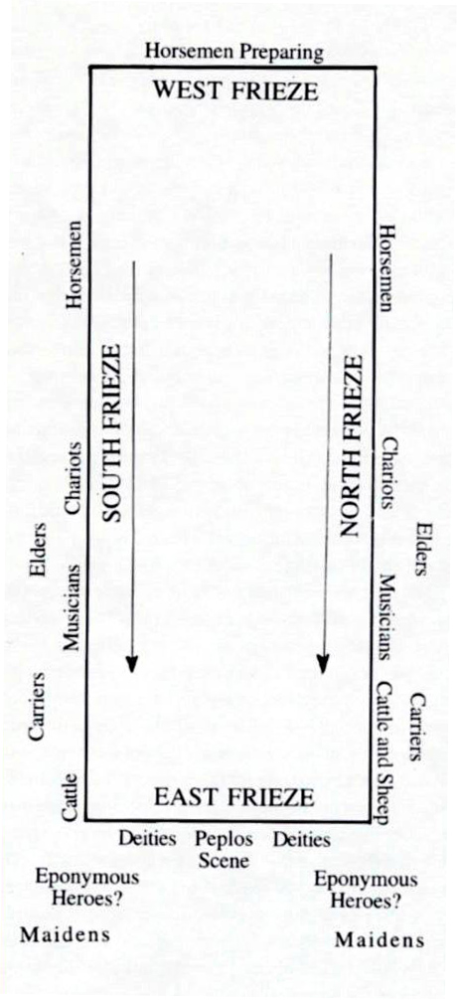 Horsemen Preparing
WEST FRIEZE
Horsemen
Horsemen
SOUTH FRIEZE
NORTH FRIEZE
Chariots
Chariots
Elders
Elders
Musicians
Musicians
Carriers
Carriers
Cattle
Cattle and Sheep
EAST FRIEZE
Deities Peplos Deities
Scene
Eponymous
Heroes?
Eponymous
Heroes?
Maidens
Maidens